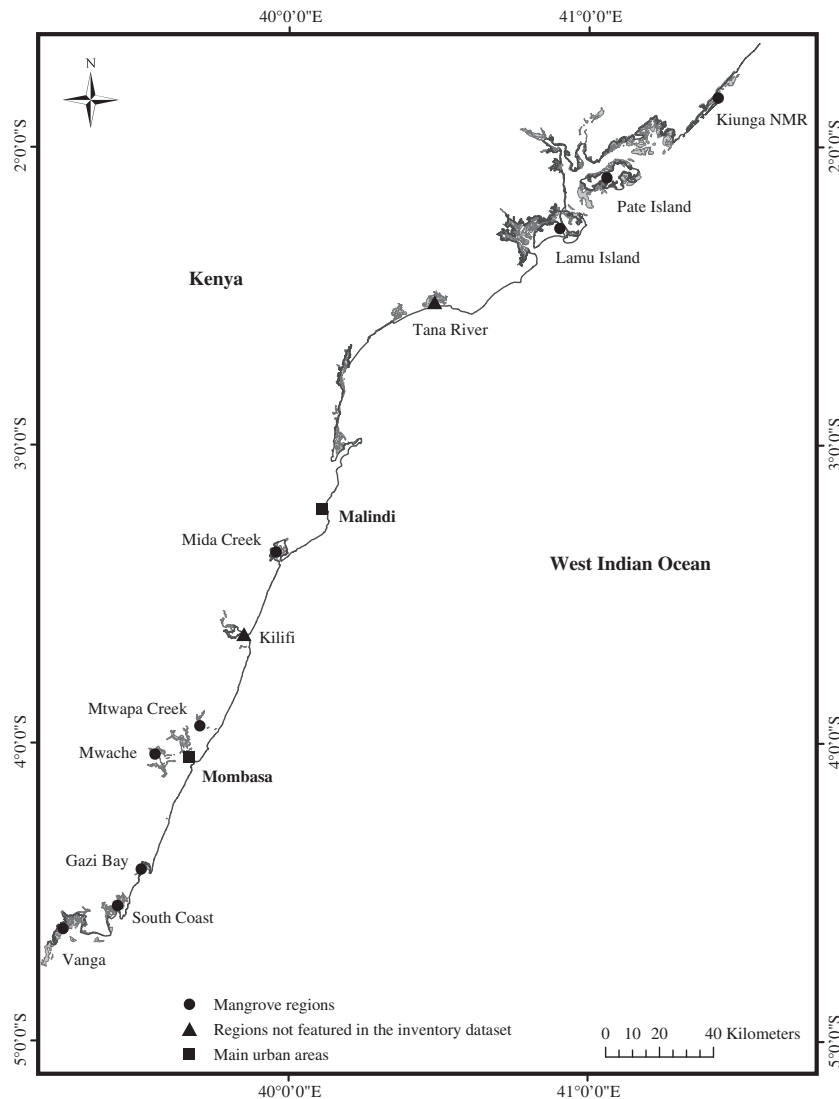 40°0'0"E
41°0'0"E
N
Kiunga NMR
2°0'0"S
2°0'0"S
Pate Island
Lamu Island
Kenya
Tana River
3°0'0"S
3°0'0"S
Malindi
Mida Creek
West Indian Ocean
Kilifi
Mtwapa Creek
4°0'0"S
4°0'0"S
Mwache
Mombasa
Gazi Bay
South Coast
Vanga
Mangrove regions
Regions not featured in the inventory dataset
Main urban areas
0 10 20 40 Kilometers
5°0'0"S
5°0'0"S
40°0'0"E
41°0'0"E